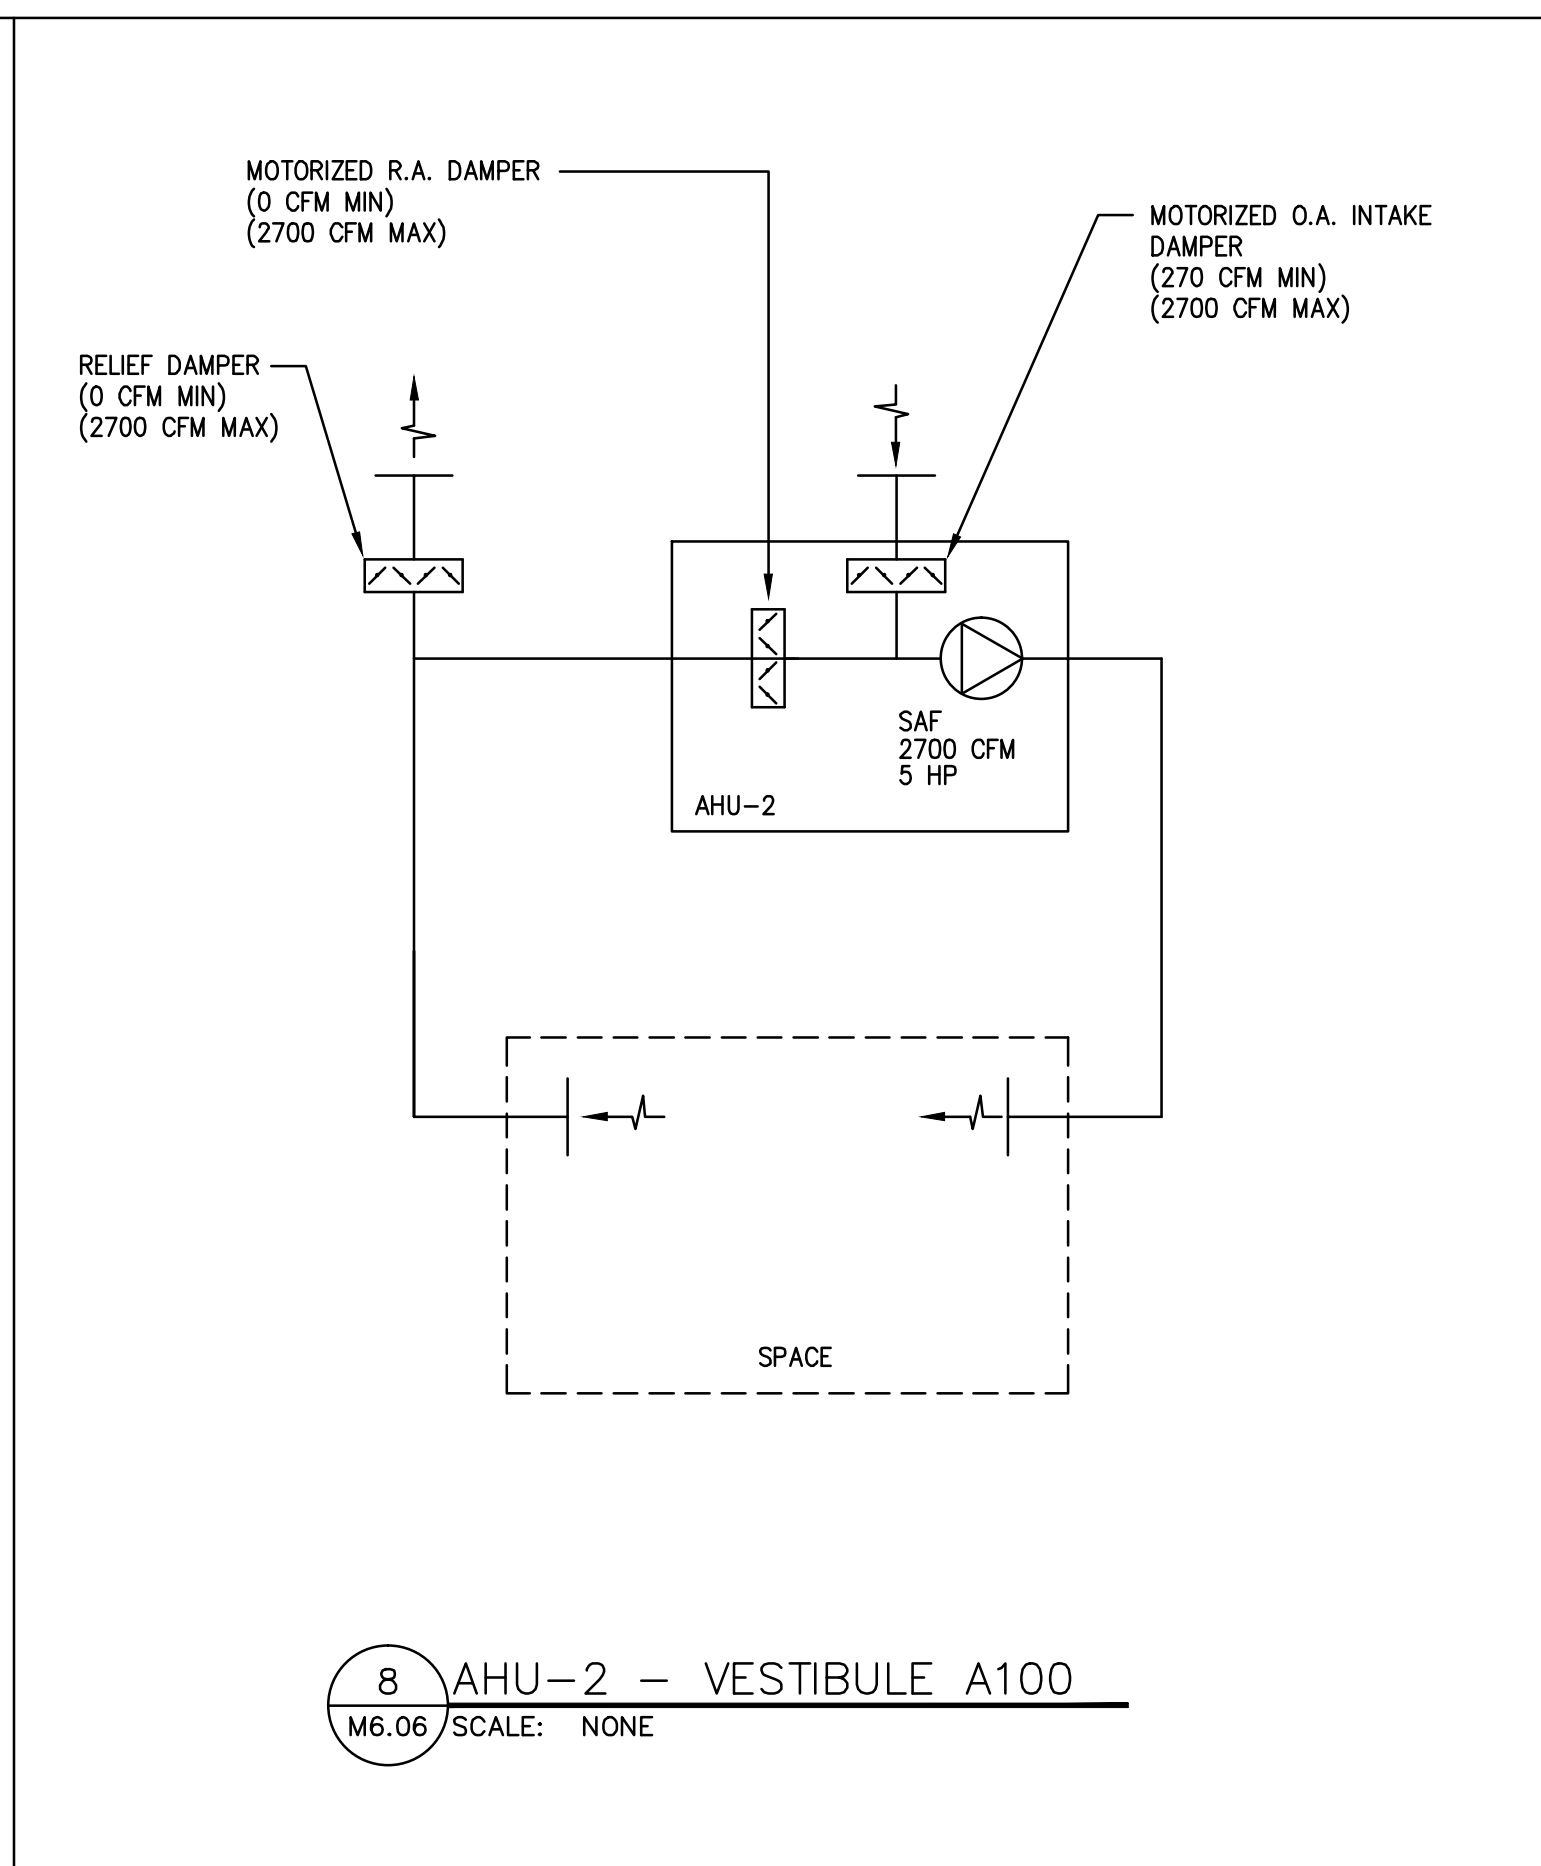 MOTORIZED R.A. DAMPER
(0 CFM MIN)
(2700 CFM MAX)
MOTORIZED O.A. INTAKE
DAMPER
(270 CFM MIN)
(2700 CFM MAX)
RELIEF DAMPER
(0 CFM MIN)
(2700 CFM MAX)
SAF
2700 CFM
5 HP
AHU-2
SPACE
8
M6.06
AHU-2 - VESTIBULE A100
SCALE: NONE